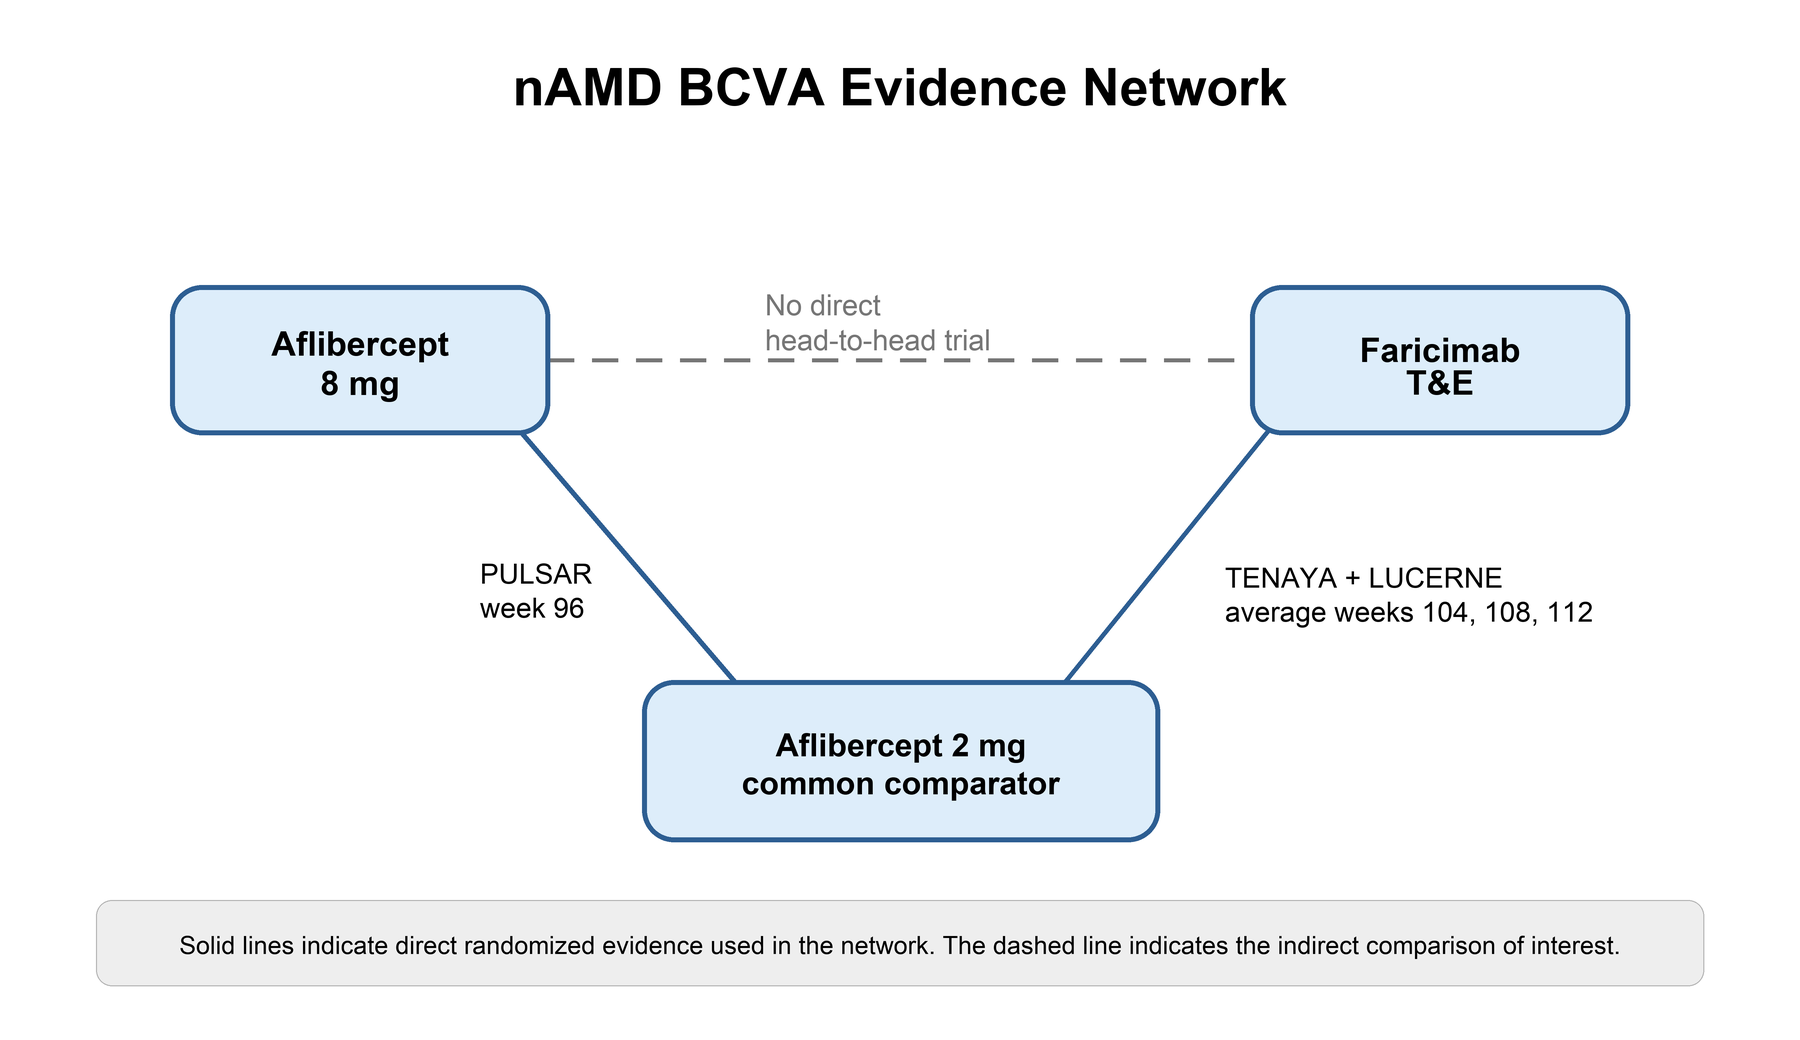 nAMD BCVA Evidence Network
No direct
head-to-head trial
Aflibercept
8 mg
Faricimab
T&E
PULSAR
week 96
TENAYA + LUCERNE
average weeks 104, 108, 112
Aflibercept 2 mg
common comparator
Solid lines indicate direct randomized evidence used in the network. The dashed line indicates the indirect comparison of interest.